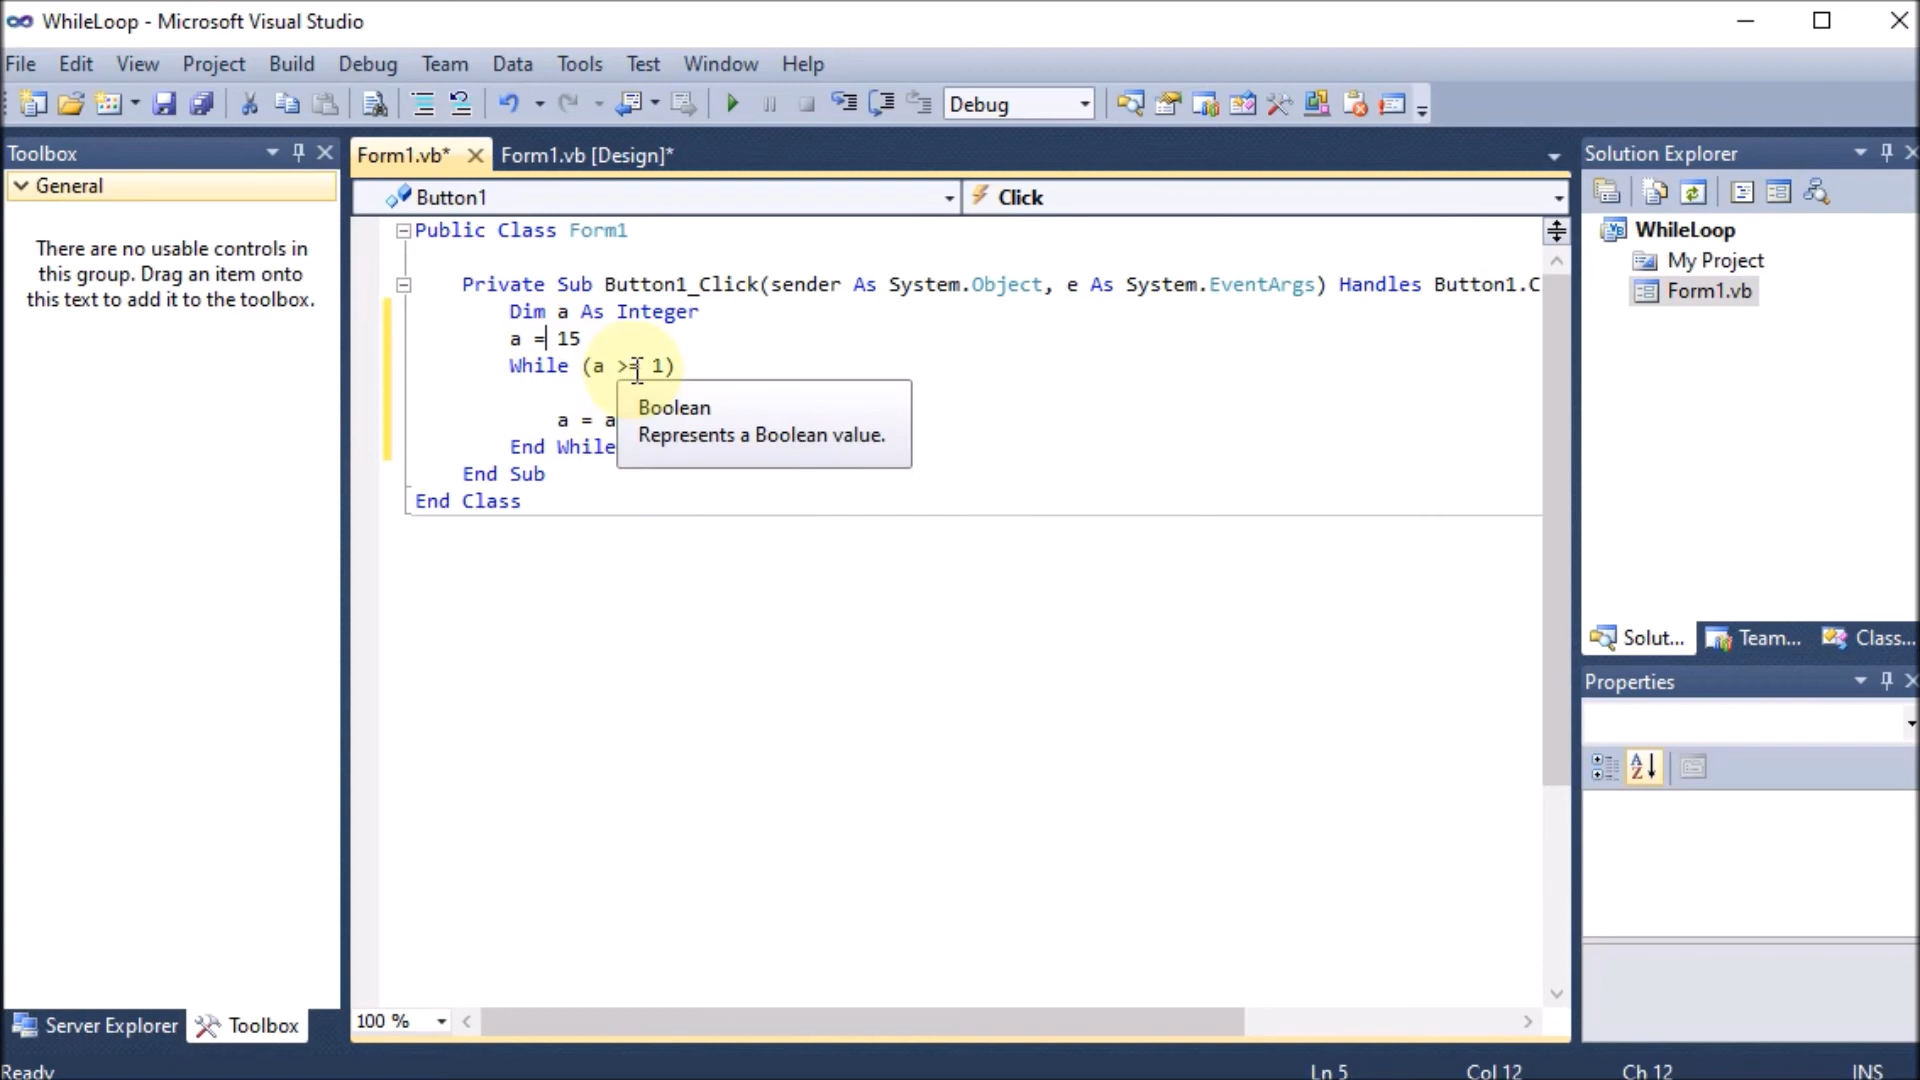 WhileLoop - Microsoft Visual Studio
File Edit View Project Build Debug Team Data Tools Test Window Help
Debug
Toolbox
General
There are no usable controls in
this group. Drag an item onto
this text to add it to the toolbox.
Server Explorer Toolbox
Form1.vb* Form1.vb [Design]*
Button1 Click
Public Class Form1
Private Sub Button1_Click(sender As System.Object, e As System.EventArgs) Handles Button1.C
Dim a As Integer
a = 15
While (a >= 1)
a = a
End While
End Sub
End Class
Boolean
Represents a Boolean value.
100 %
Solution Explorer
WhileLoop
My Project
Form1.vb
Solut... Team... Class...
Properties
Ready Ln 5 Col 12 Ch 12 INS